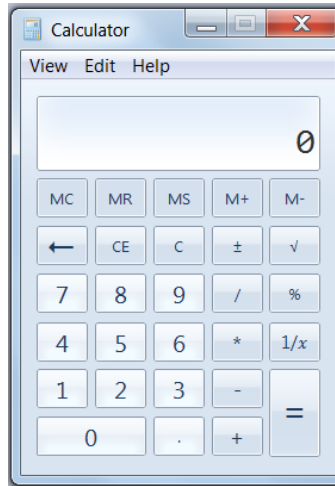 Calculator
View Edit Help
0
MC MR MS M+ M-
← CE C ± √
7 8 9 / %
4 5 6 * 1/x
1 2 3 - =
0 . +